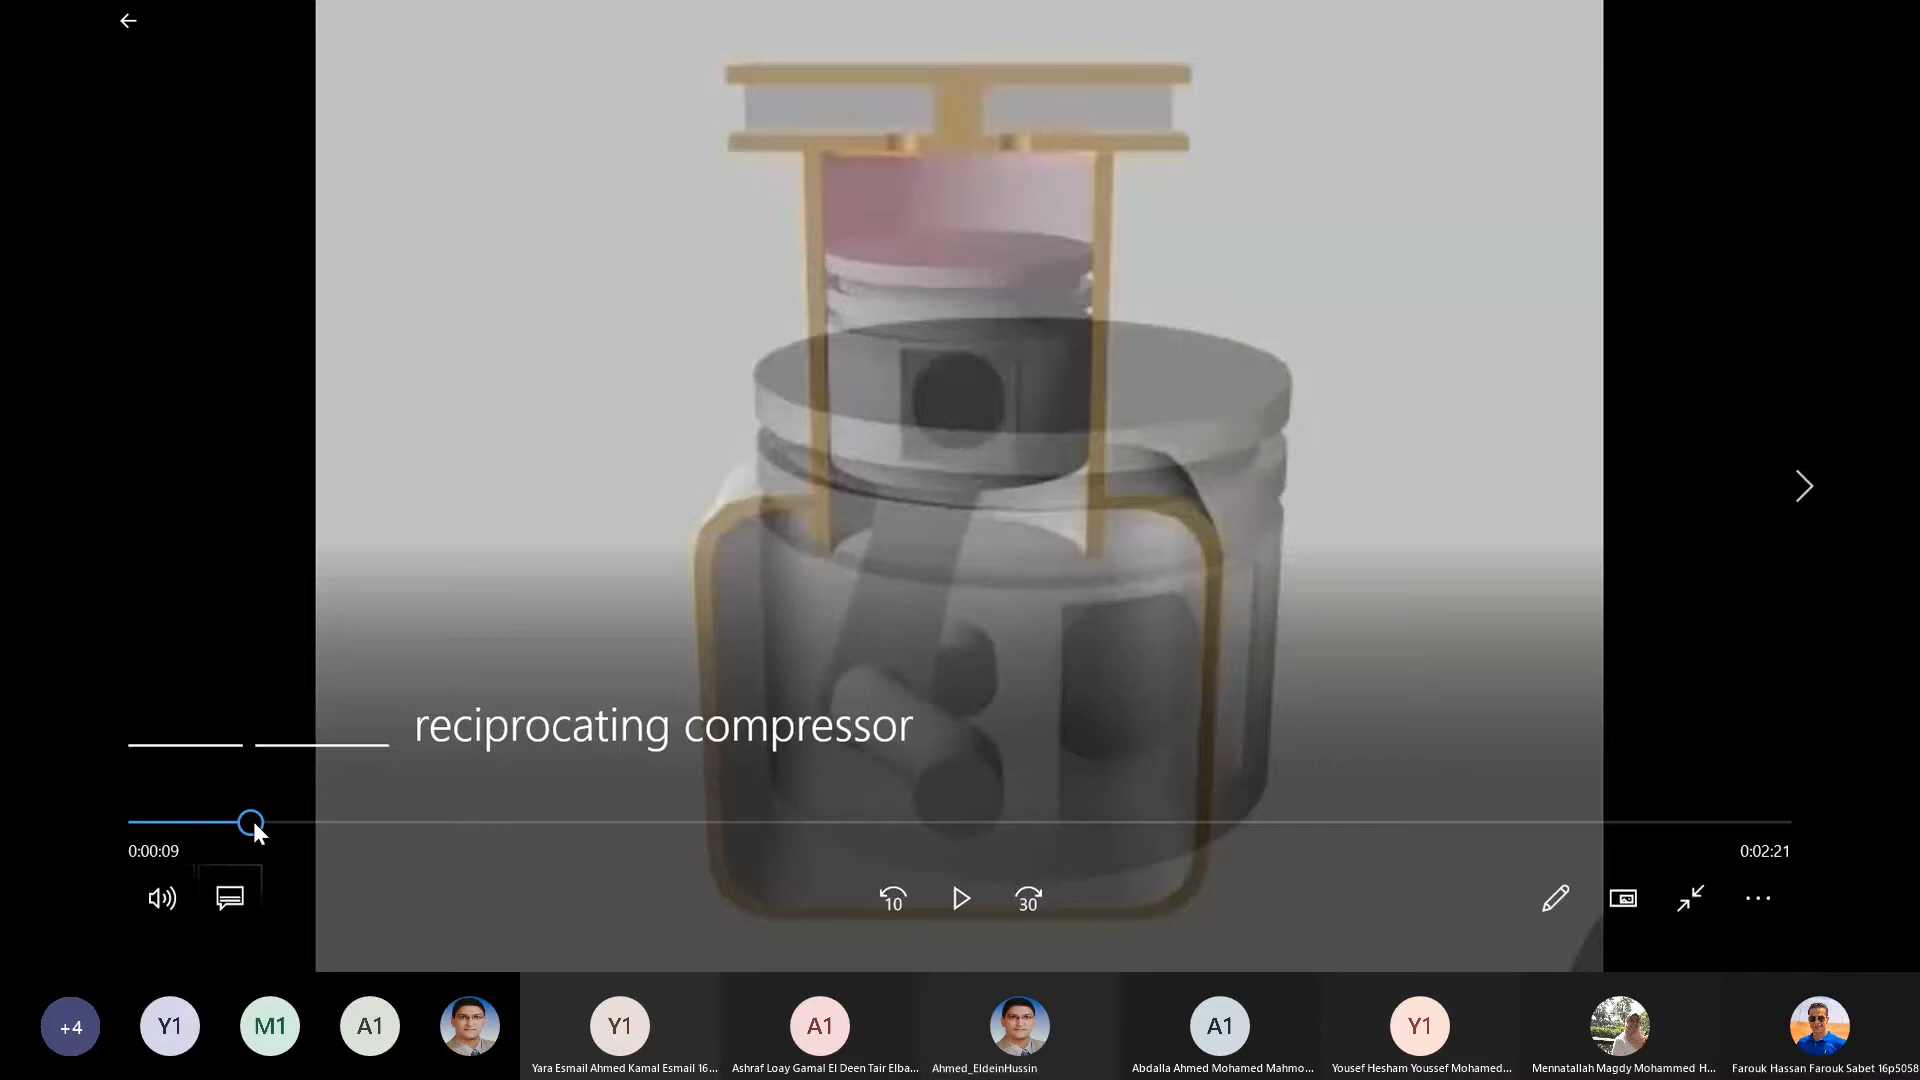 reciprocating compressor
0:00:09
0:02:21
10
30
+4
Y1
M1
A1
Y1
A1
A1
Y1
Yara Esmail Ahmed Kamal Esmail 16...
Ashraf Loay Gamal El Deen Tair Elba...
Ahmed_EldeinHussin
Abdalla Ahmed Mohamed Mahmo...
Yousef Hesham Youssef Mohamed...
Mennatallah Magdy Mohammed H...
Farouk Hassan Farouk Sabet 16p5058